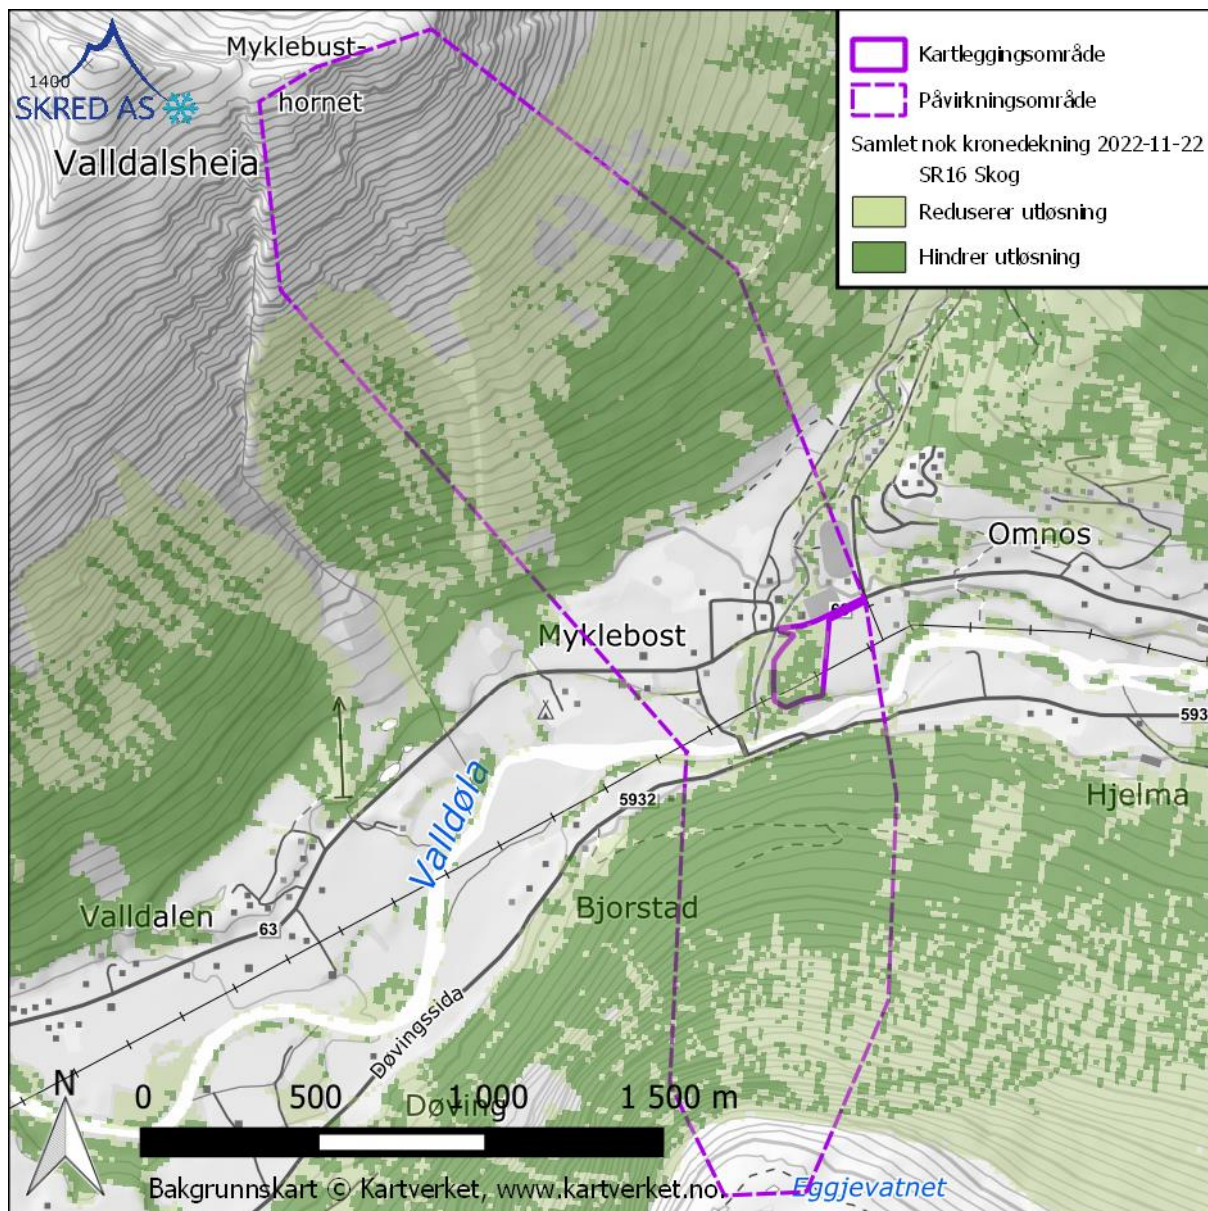 Myklebust-
hornet
1400
SKRED AS
Valldalsheia
Kartleggingsområde
Påvirkningsområde
Samlet nok kronedekning 2022-11-22
SR16 Skog
Reduserer utløsning
Hindrer utløsning
Omnos
Myklebost
5932
Hjelma
Valldøla
Bjorstad
Valldalen
63
Døvingssida
N
0 500 1 000 1 500 m
Døving
Bakgrunnskart © Kartverket, www.kartverket.no.
Eggjevatnet